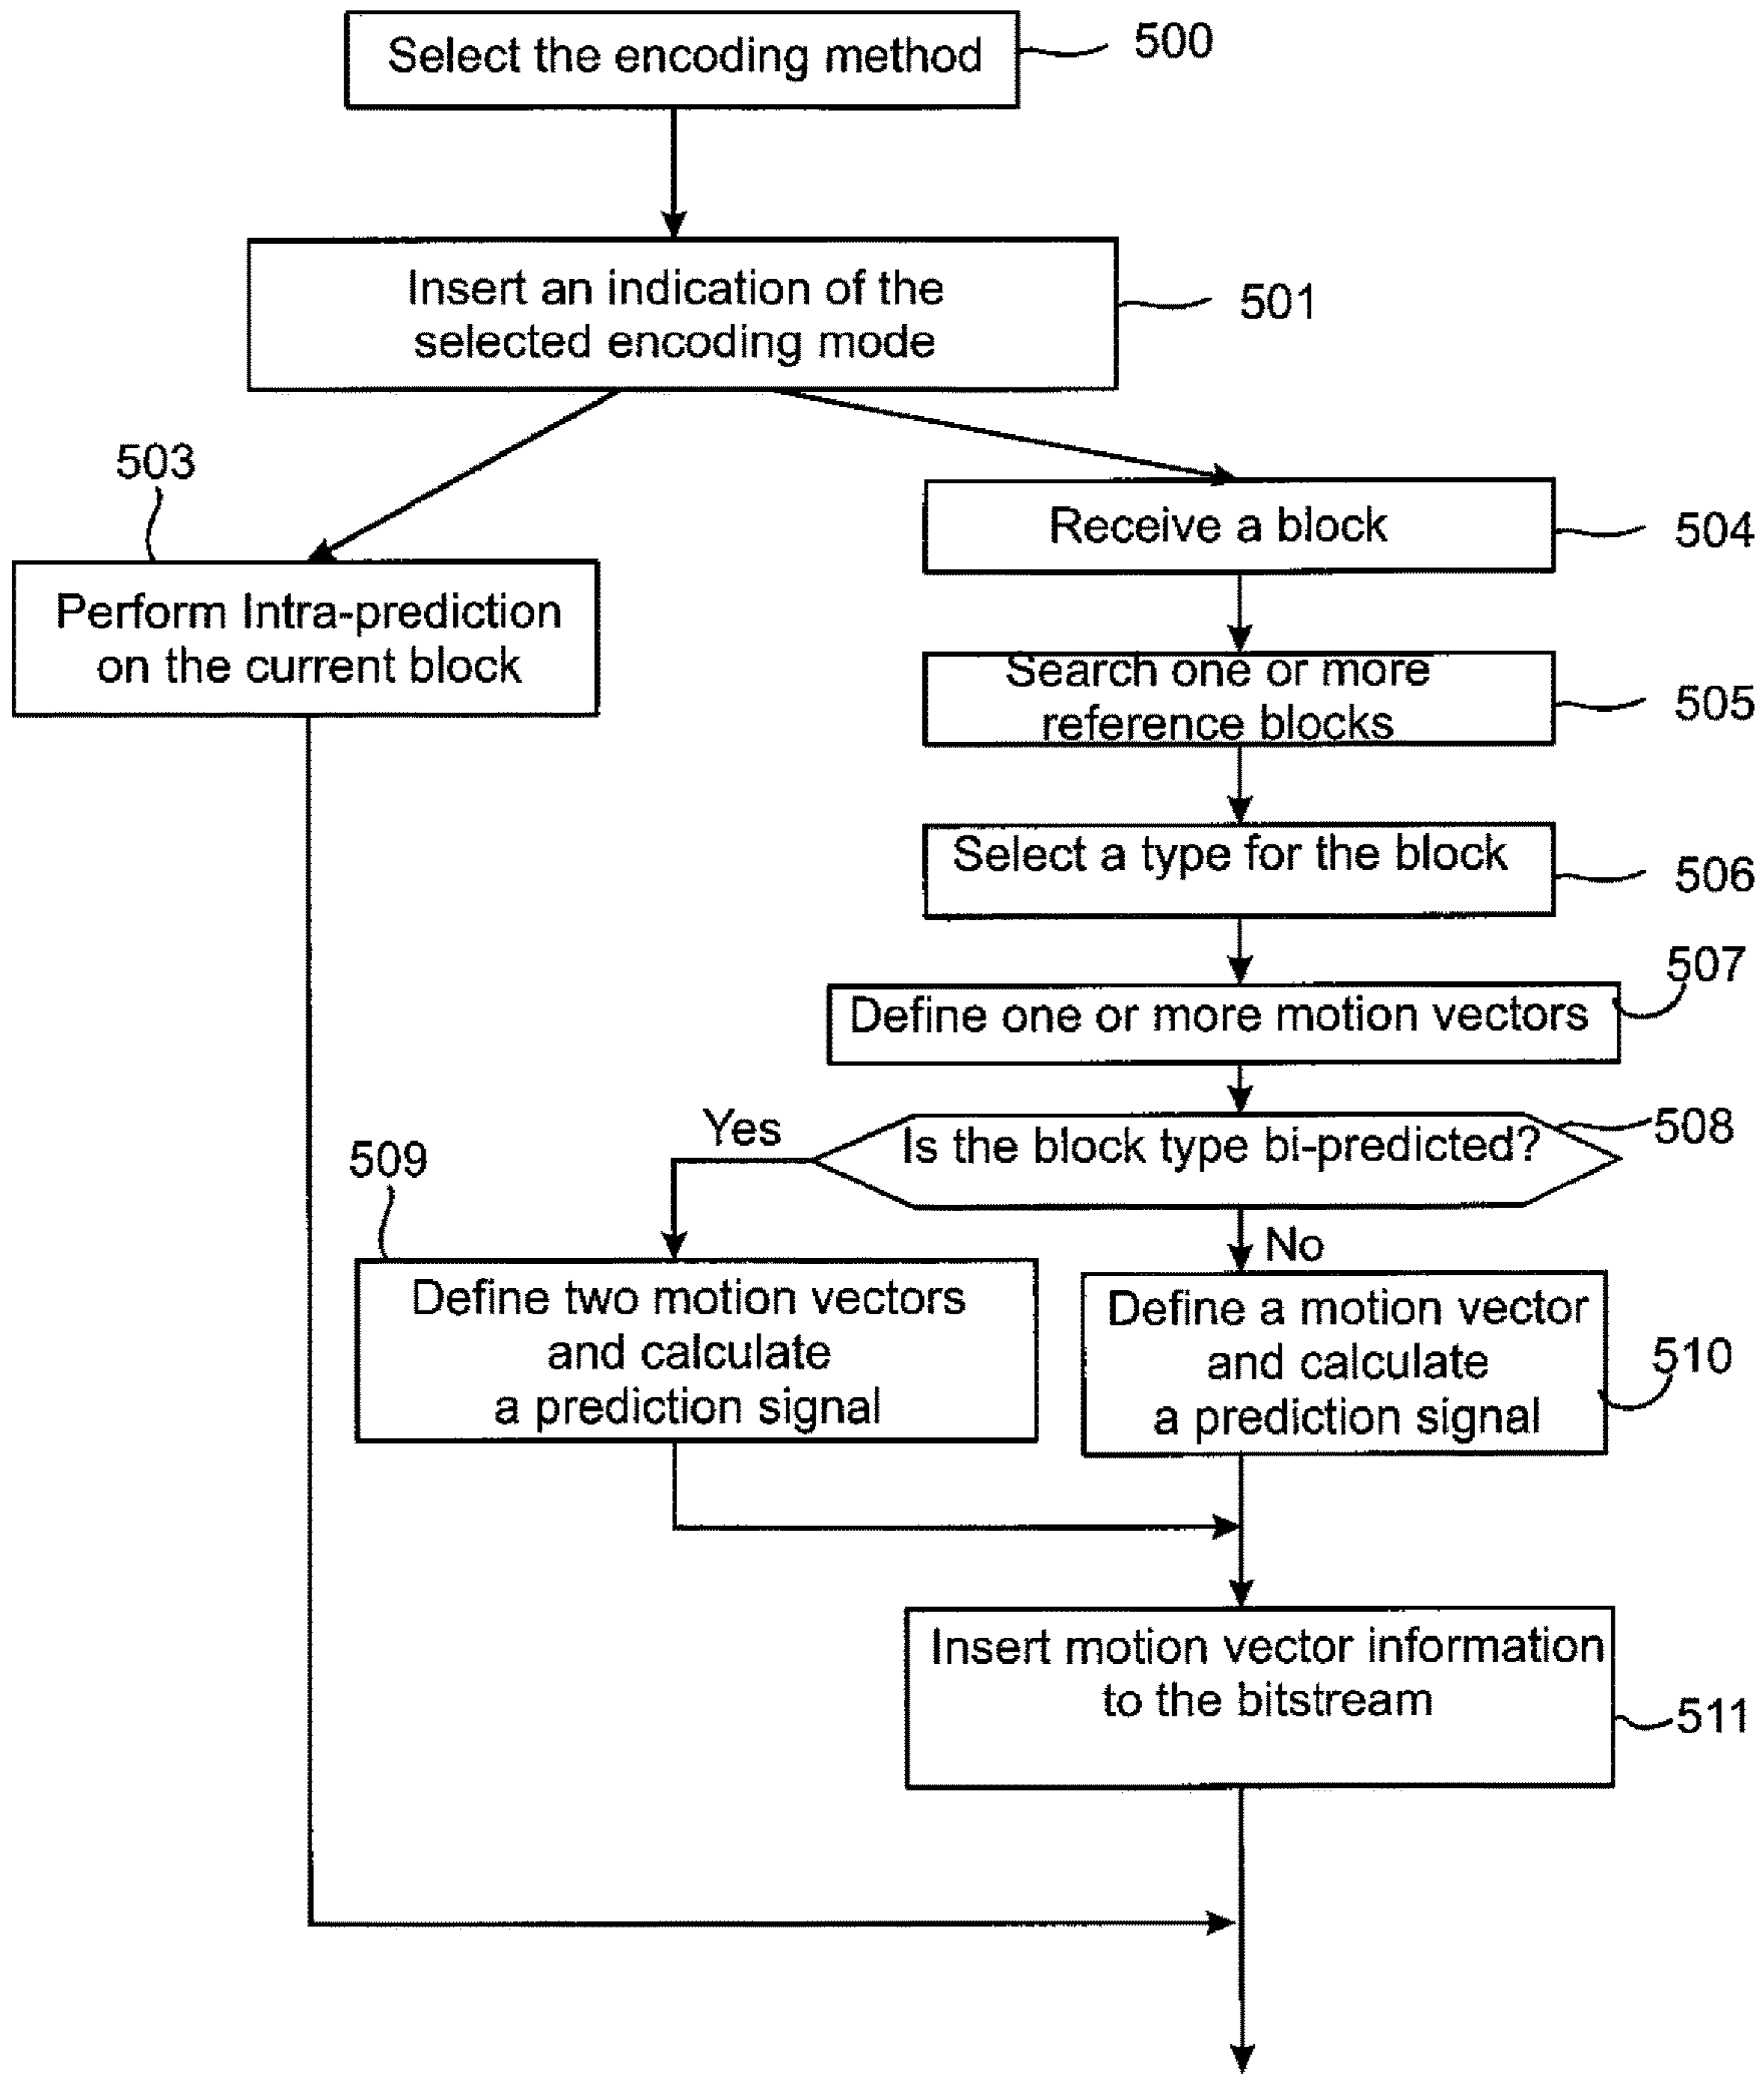 Select the encoding method
500
Insert an indication of the
selected encoding mode
501
503
Perform Intra-prediction
on the current block
Receive a block
504
Search one or more
reference blocks
505
Select a type for the block
506
507
Define one or more motion vectors
Yes
Is the block type bi-predicted?
508
509
No
Define two motion vectors
and calculate
a prediction signal
Define a motion vector
and calculate
a prediction signal
510
Insert motion vector information
to the bitstream
511